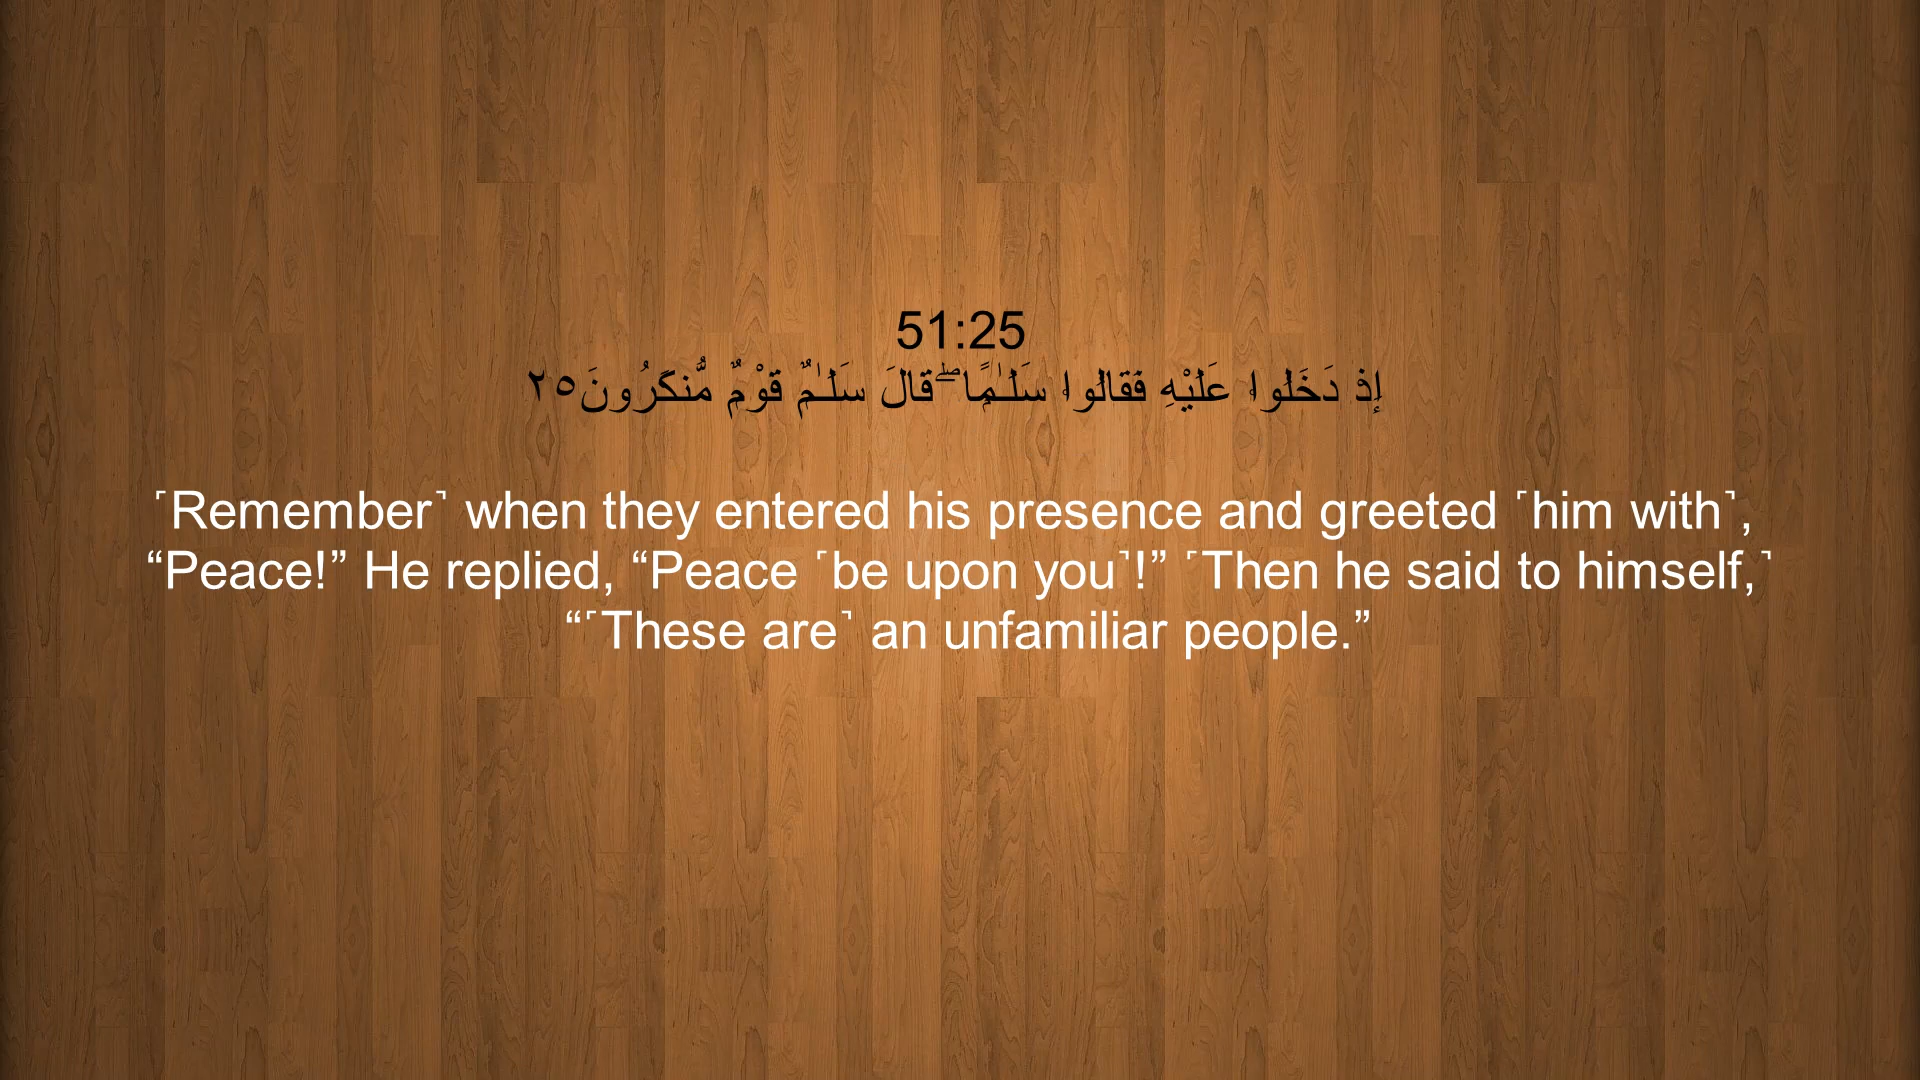 51:25
إِذْ دَخَلُوا۟ عَلَيْهِ فَقَالُوا۟ سَلَـٰمًا ۖ قَالَ سَلَـٰمٌ قَوْمٌ مُّنكَرُونَ ٢٥
˹Remember˺ when they entered his presence and greeted ˹him with˺,
“Peace!” He replied, “Peace ˹be upon you˺!” ˹Then he said to himself,˺
“˹These are˺ an unfamiliar people.”